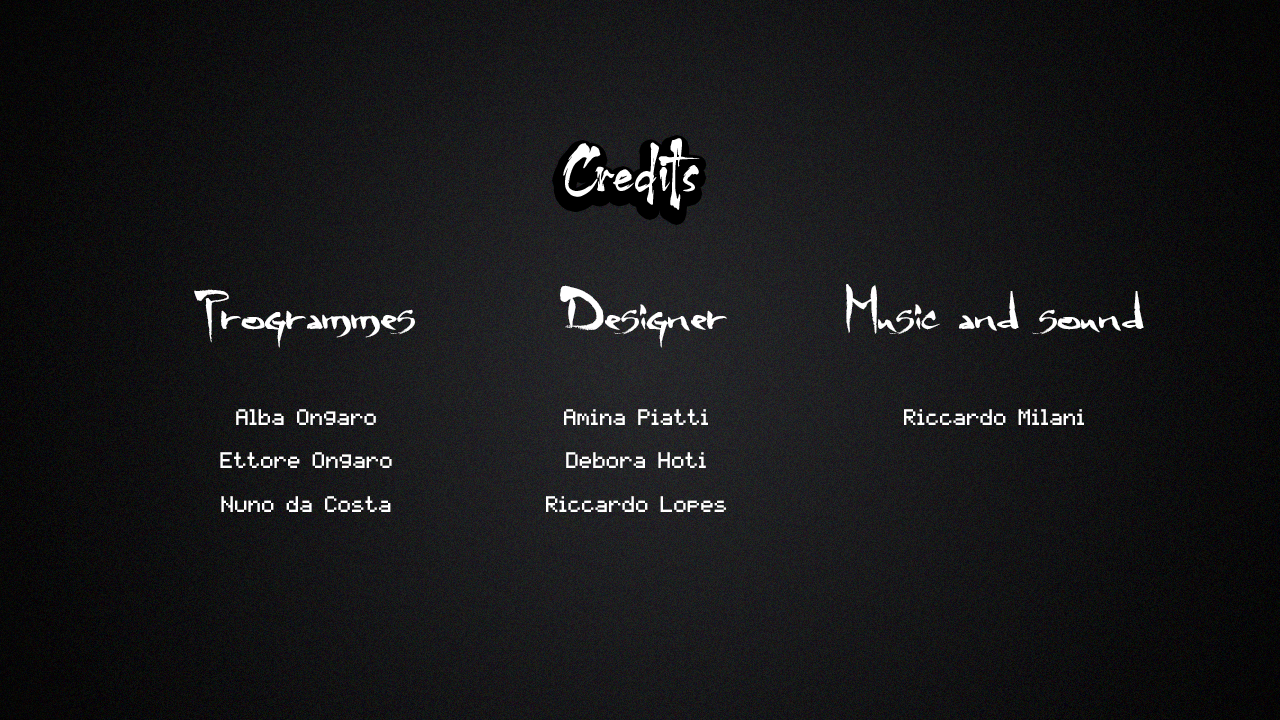 Credits
Programmes
Alba Ongaro
Ettore Ongaro
Nuno da Costa
Designer
Amina Piatti
Debora Hoti
Riccardo Lopes
Music and sound
Riccardo Milani